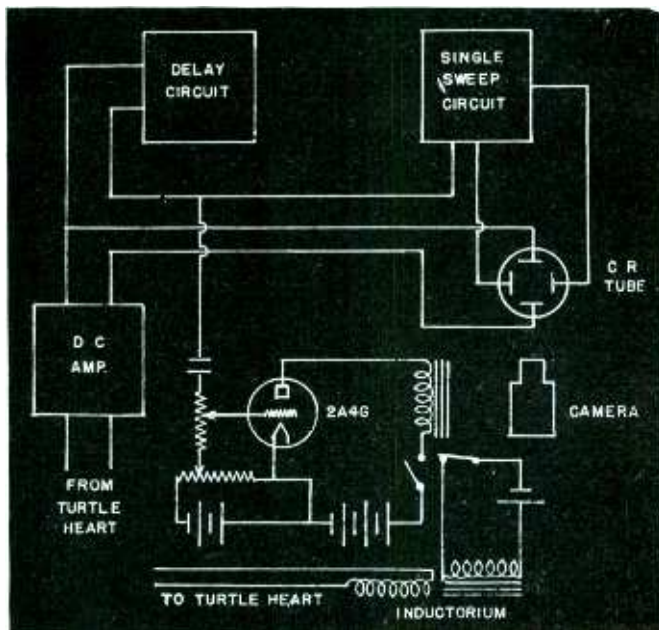 DELAY
CIRCUIT
SINGLE
SWEEP
CIRCUIT
C R
TUBE
D C
AMP.
2A4G
CAMERA
FROM
TURTLE
HEART
TO TURTLE HEART
INDUCTORIUM